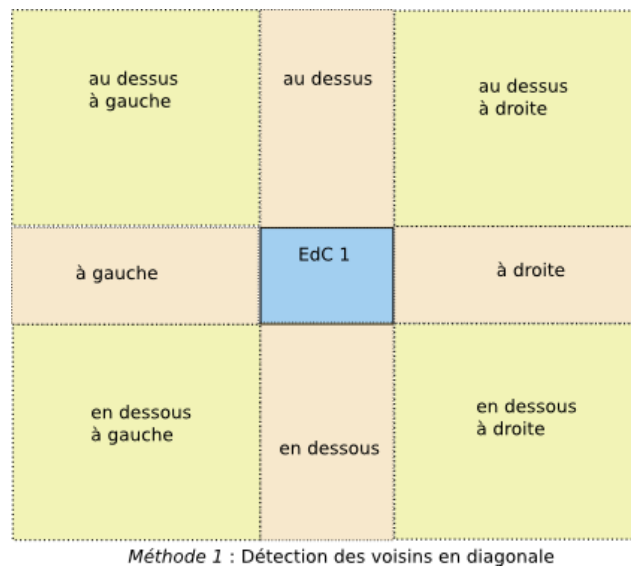 au dessus
à gauche
au dessus
au dessus
à droite
à gauche
EdC 1
à droite
en dessous
à gauche
en dessous
en dessous
à droite
Méthode 1 : Détection des voisins en diagonale